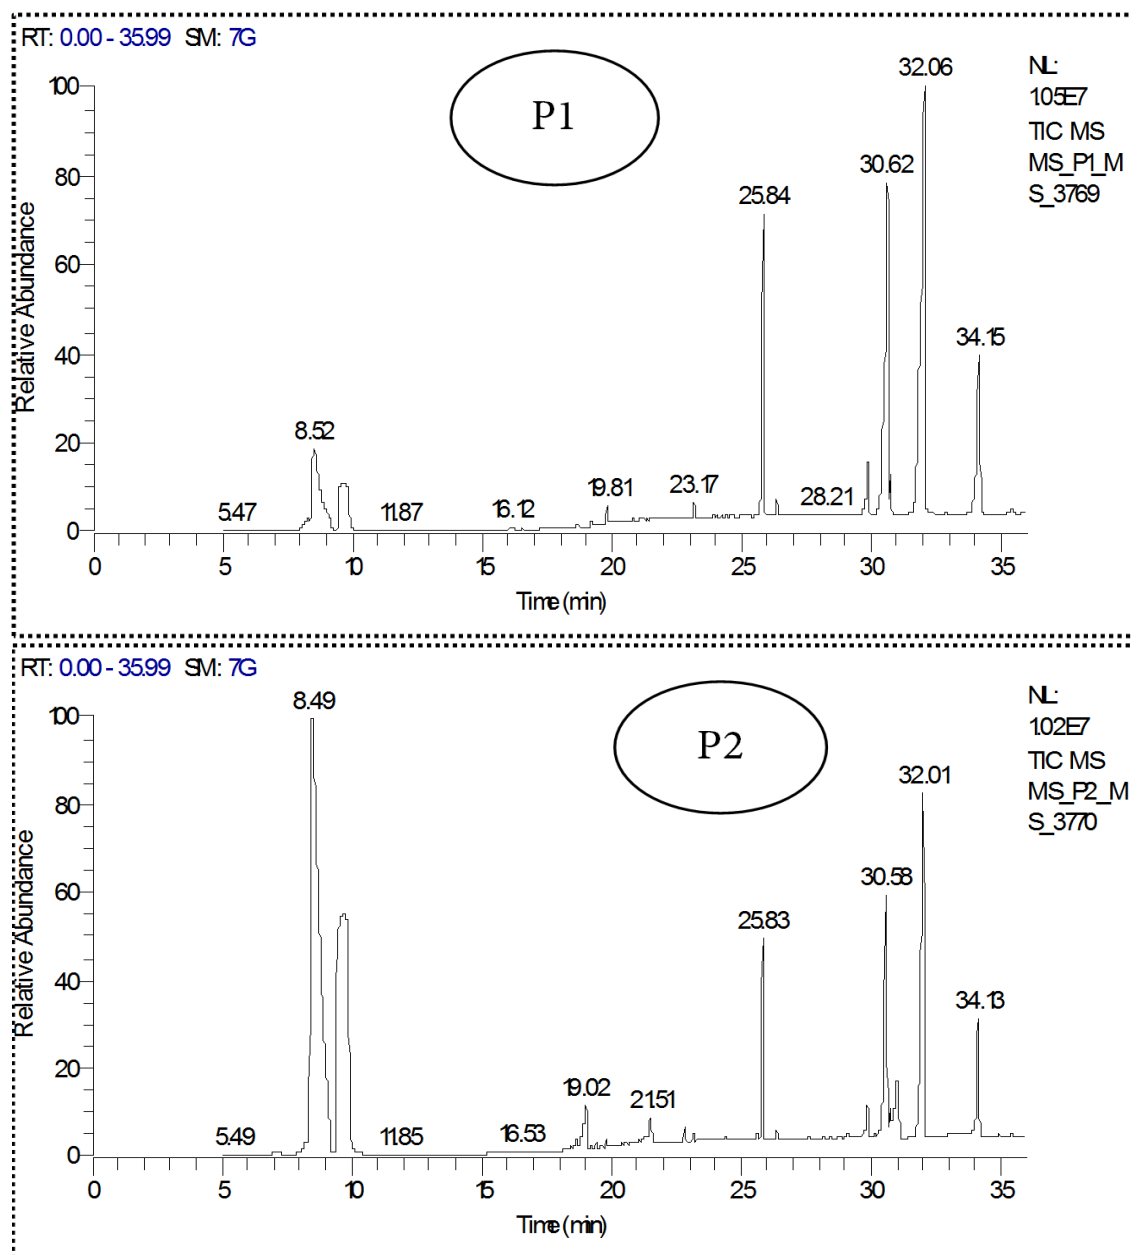 RT: 0.00 - 35.99 SM: 7G
P1
NL:
1.05E7
TIC MS
MS_P1_M
S_3769
Relative Abundance
100
80
60
40
20
0
32.06
30.62
25.84
34.15
8.52
5.47
11.87
16.12
19.81
23.17
28.21
0 5 10 15 20 25 30 35
Time (min)
RT: 0.00 - 35.99 SM: 7G
P2
NL:
1.02E7
TIC MS
MS_P2_M
S_3770
Relative Abundance
100
80
60
40
20
0
8.49
32.01
30.58
25.83
34.13
19.02
21.51
5.49
11.85
16.53
0 5 10 15 20 25 30 35
Time (min)